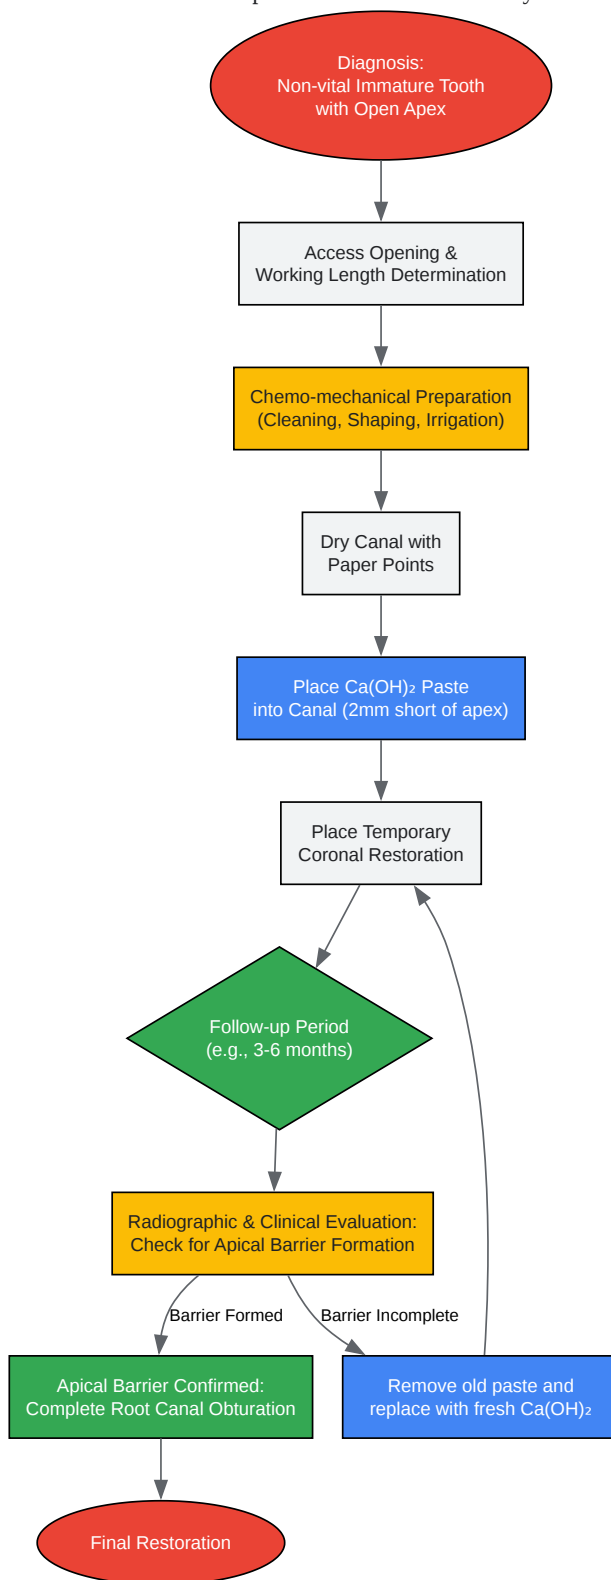 Diagnosis:
Non-vital Immature Tooth
with Open Apex
Access Opening &
Working Length Determination
Chemo-mechanical Preparation
(Cleaning, Shaping, Irrigation)
Dry Canal with
Paper Points
Place Ca(OH)₂ Paste
into Canal (2mm short of apex)
Place Temporary
Coronal Restoration
Follow-up Period
(e.g., 3-6 months)
Radiographic & Clinical Evaluation:
Check for Apical Barrier Formation
Barrier Formed
Barrier Incomplete
Apical Barrier Confirmed:
Complete Root Canal Obturation
Remove old paste and
replace with fresh Ca(OH)₂
Final Restoration